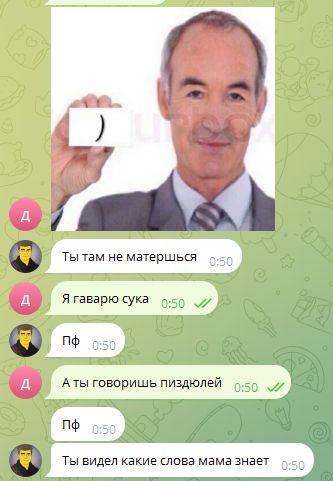 )
Д
Ты там не матершься 0:50
Д
Я гаварю сука 0:50
Пф 0:50
Д
А ты говоришь пиздюлей 0:50
Пф 0:50
Ты видел какие слова мама знает 0:50